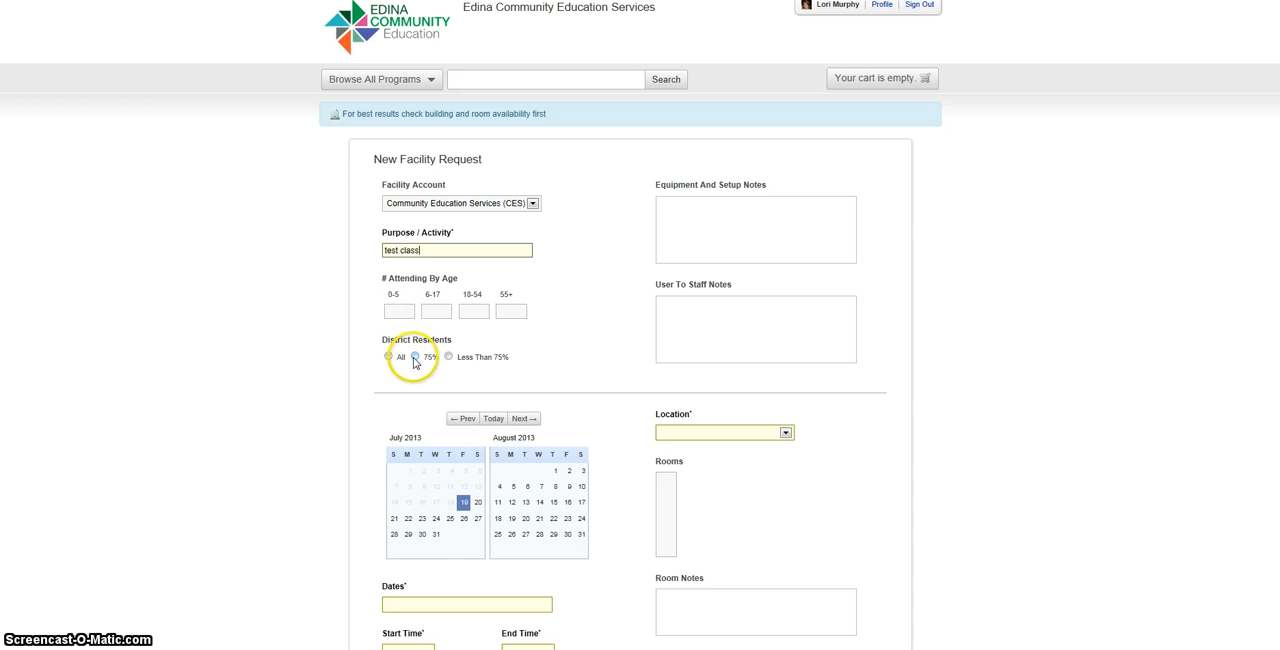 EDINA
COMMUNITY
Education
Edina Community Education Services
Lori Murphy Profile Sign Out
Browse All Programs
Search
Your cart is empty.
For best results check building and room availability first
New Facility Request
Facility Account
Community Education Services (CES)
Purpose / Activity*
test class
# Attending By Age
0-5 6-17 18-54 55+
District Residents
All 75% Less Than 75%
Equipment And Setup Notes
User To Staff Notes
← Prev Today Next →
July 2013
S M T W T F S
1 2 3 4 5 6
7 8 9 10 11 12 13
14 15 16 17 18 19 20
21 22 23 24 25 26 27
28 29 30 31
August 2013
S M T W T F S
1 2 3
4 5 6 7 8 9 10
11 12 13 14 15 16 17
18 19 20 21 22 23 24
25 26 27 28 29 30 31
Location*
Rooms
Room Notes
Dates*
Start Time* End Time*
Screencast-O-Matic.com